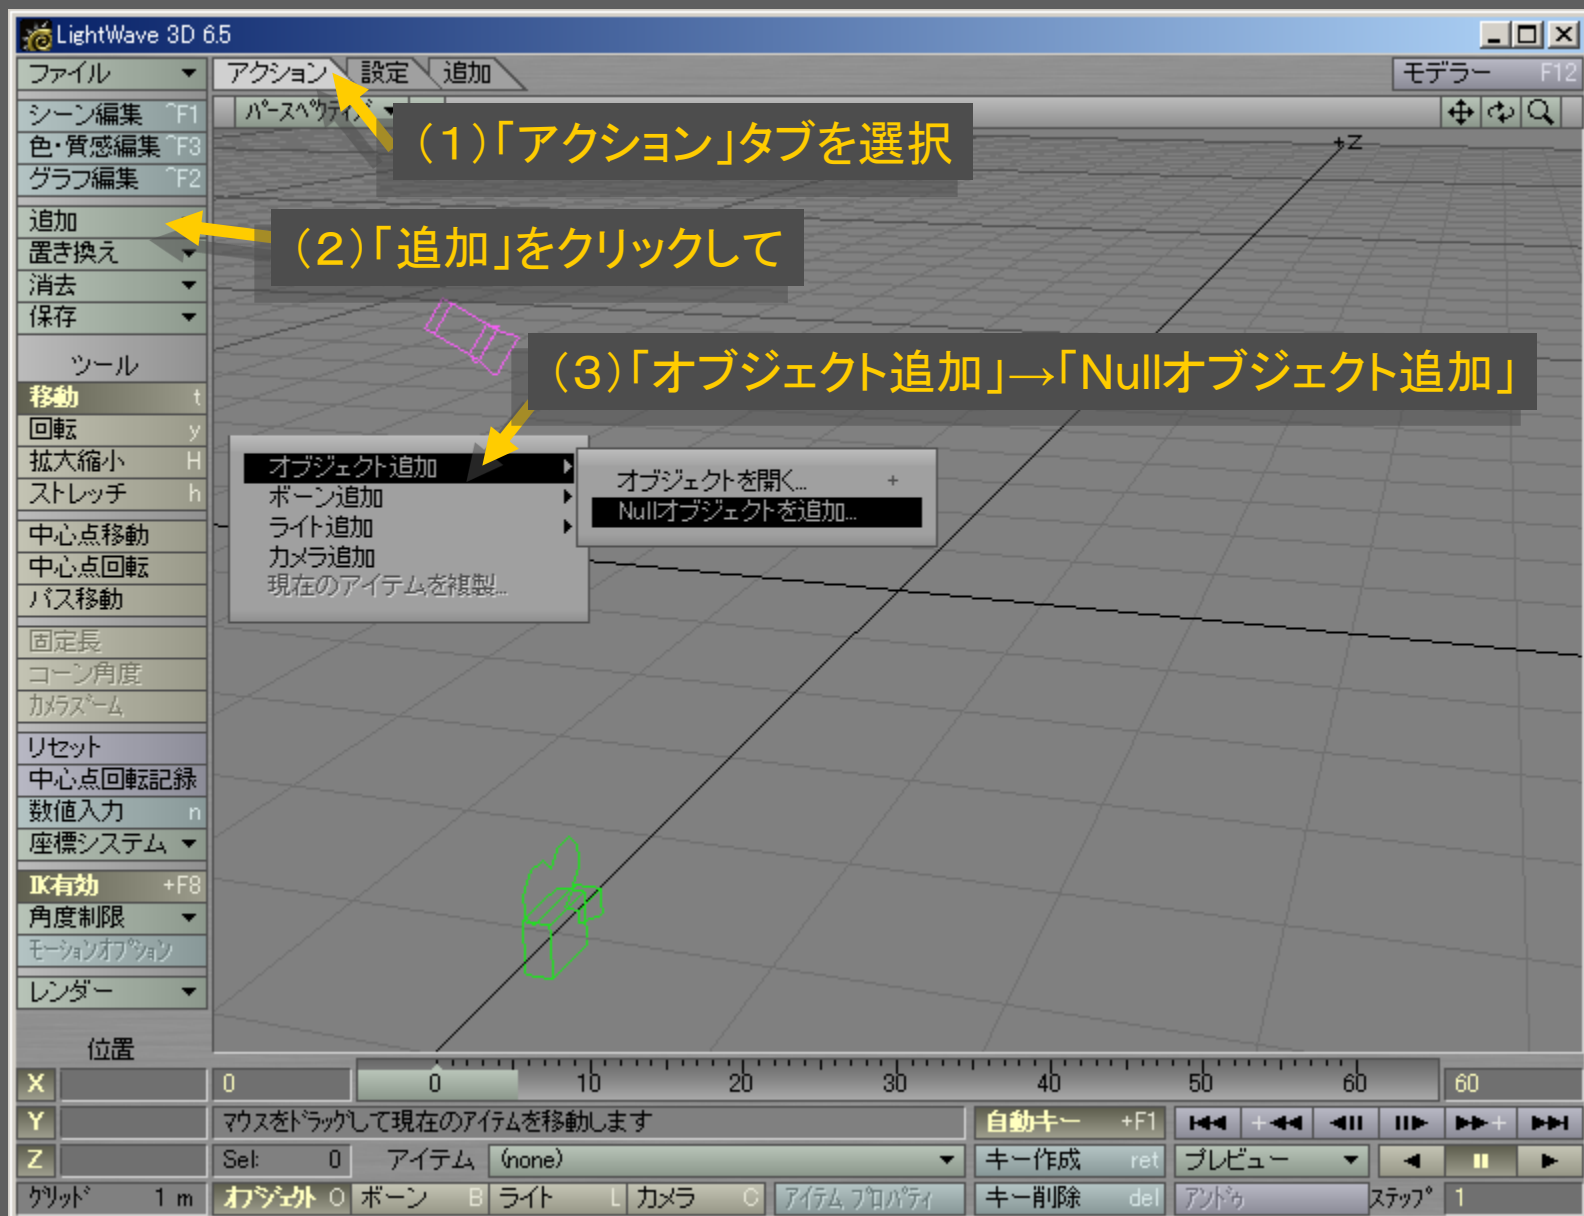 LightWave 3D 6.5
ファイル
アクション 設定 追加
モデラー F12
パースペクティブ
シーン編集 ^F1
色・質感編集 ^F3
グラフ編集 ^F2
(1)「アクション」タブを選択
+Z
追加
置き換え
消去
保存
(2)「追加」をクリックして
(3)「オブジェクト追加」→「Nullオブジェクト追加」
ツール
移動 t
回転 y
拡大縮小 H
ストレッチ h
オブジェクト追加
ボーン追加
ライト追加
カメラ追加
現在のアイテムを複製...
オブジェクトを開く... +
Nullオブジェクトを追加...
中心点移動
中心点回転
パス移動
固定長
コーン角度
カメラズーム
リセット
中心点回転記録
数値入力 n
座標システム
IK有効 +F8
角度制限
モーションオプション
レンダー
位置
X
0 0 10 20 30 40 50 60 60
Y
マウスをドラッグして現在のアイテムを移動します
自動キー +F1
Z
Sel: 0 アイテム (none)
キー作成 ret プレビュー
グリッド 1 m
オブジェクト O ボーン B ライト L カメラ C アイテム プロパティ
キー削除 del アンドゥ ステップ 1